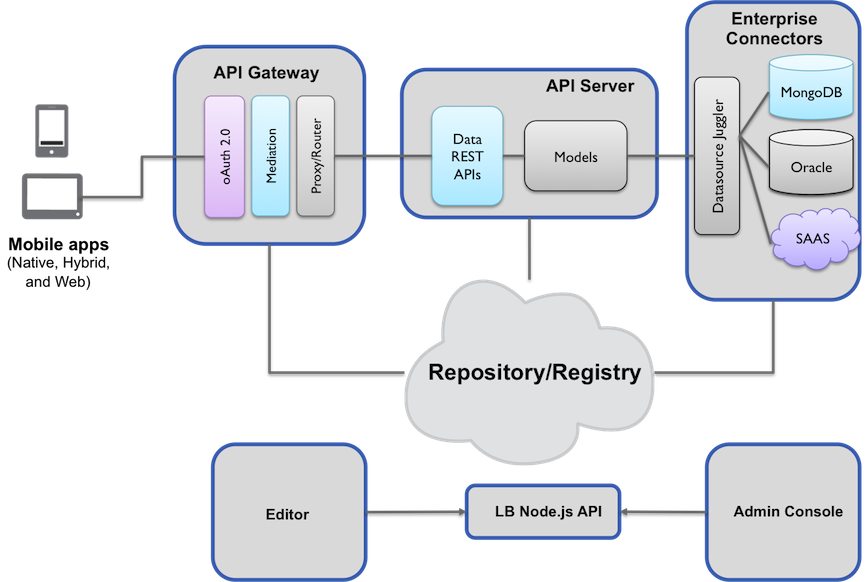 Enterprise
Connectors
API Gateway
API Server
oAuth 2.0
Mediation
Proxy/Router
Data
REST
APIs
Models
Datasource Juggler
MongoDB
Oracle
SAAS
Mobile apps
(Native, Hybrid,
and Web)
Repository/Registry
Editor
LB Node.js API
Admin Console